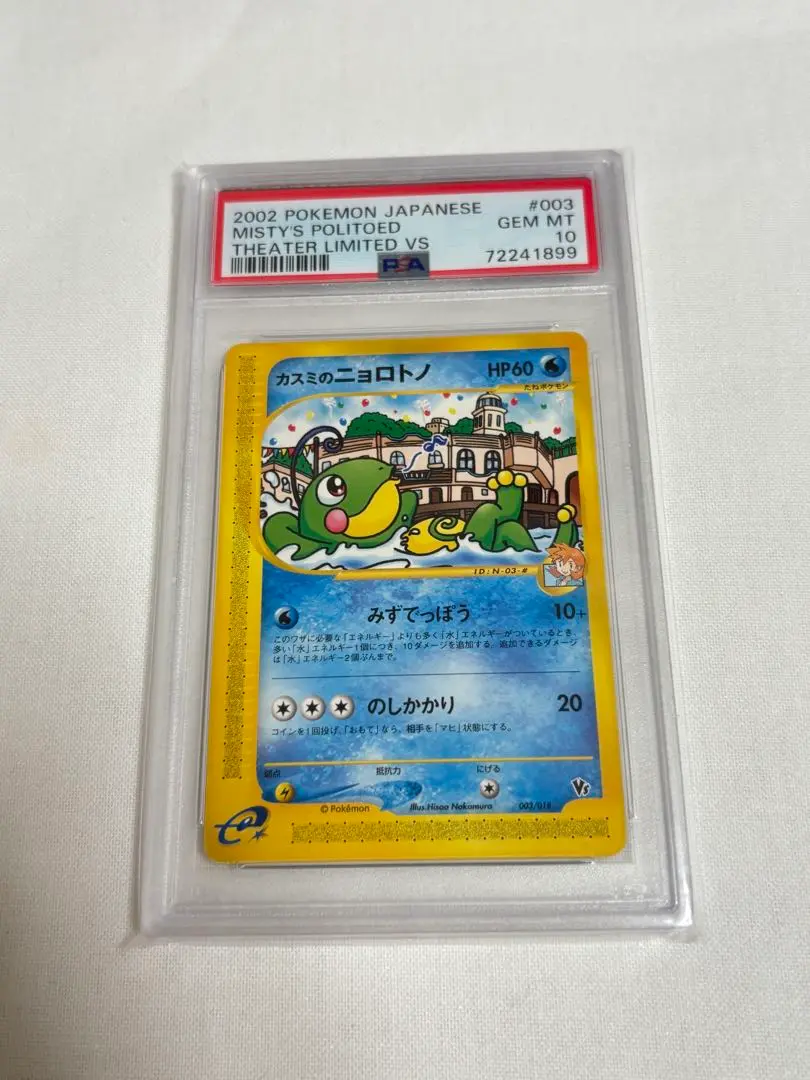 2002 POKEMON JAPANESE #003
MISTY'S POLITOED GEM MT
THEATER LIMITED VS 10
PSA 72241899
カスミのニョロトノ HP60
たねポケモン
ID:N-03-#
みずでっぽう 10+
このワザに必要な「エネルギー」よりも多く「水」エネルギーがついているとき、
多い「水」エネルギー1個につき、10ダメージを追加する。追加できるダメージ
は「水」エネルギー2個ぶんまで。
のしかかり 20
コインを1回投げ、「おもて」なら、相手を「マヒ」状態にする。
弱点 抵抗力 にげる
© Pokémon Illus.Hisao Nakamura 003/018 VS
e